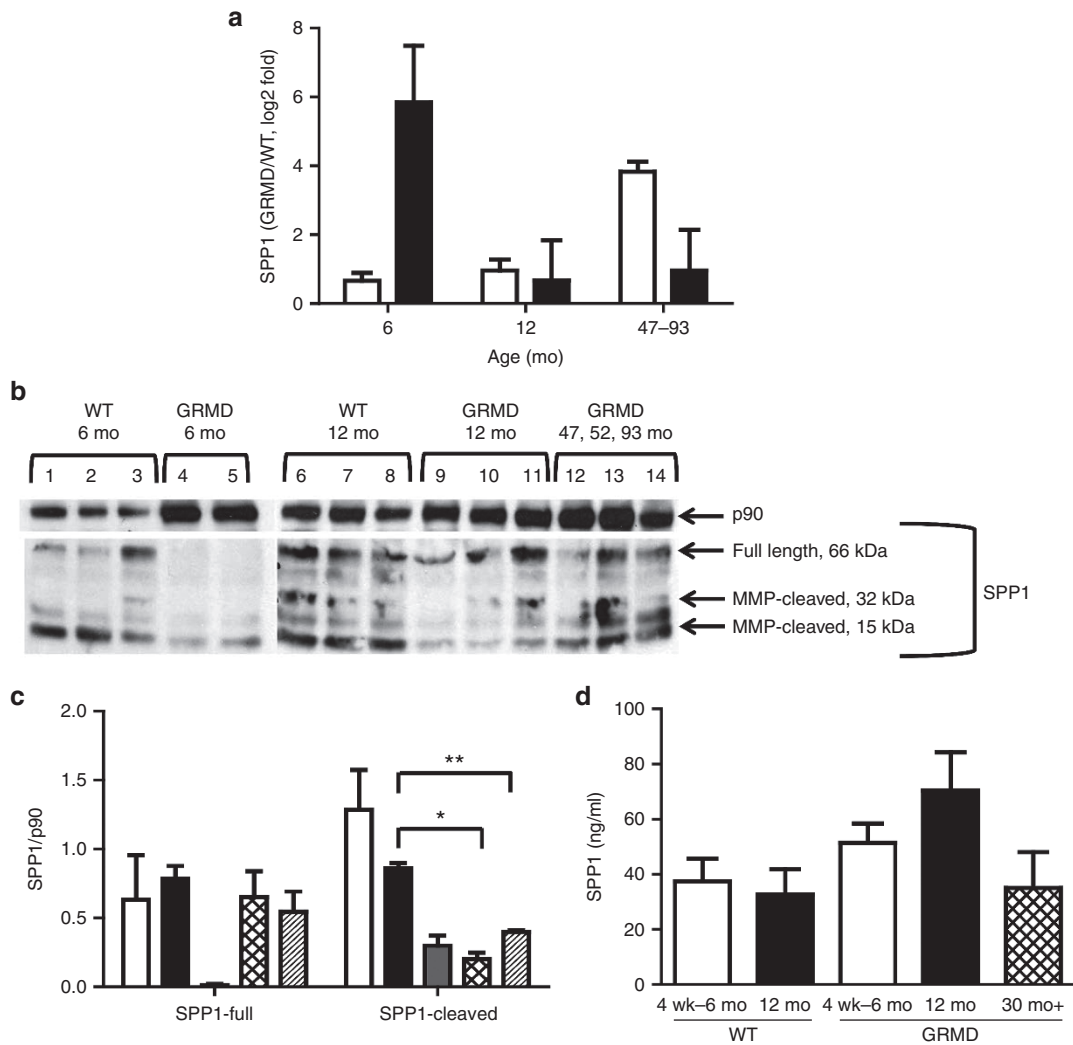 a
SPP1 (GRMD/WT, log2 fold)
8
6
4
2
0
6
12
47–93
Age (mo)
b
WT
6 mo
GRMD
6 mo
WT
12 mo
GRMD
12 mo
GRMD
47, 52, 93 mo
1 2 3 4 5 6 7 8 9 10 11 12 13 14
p90
Full length, 66 kDa
MMP-cleaved, 32 kDa
MMP-cleaved, 15 kDa
SPP1
c
SPP1/p90
2.0
1.5
1.0
0.5
0.0
**
*
SPP1-full
SPP1-cleaved
d
SPP1 (ng/ml)
100
80
60
40
20
0
4 wk–6 mo
12 mo
4 wk–6 mo
12 mo
30 mo+
WT
GRMD